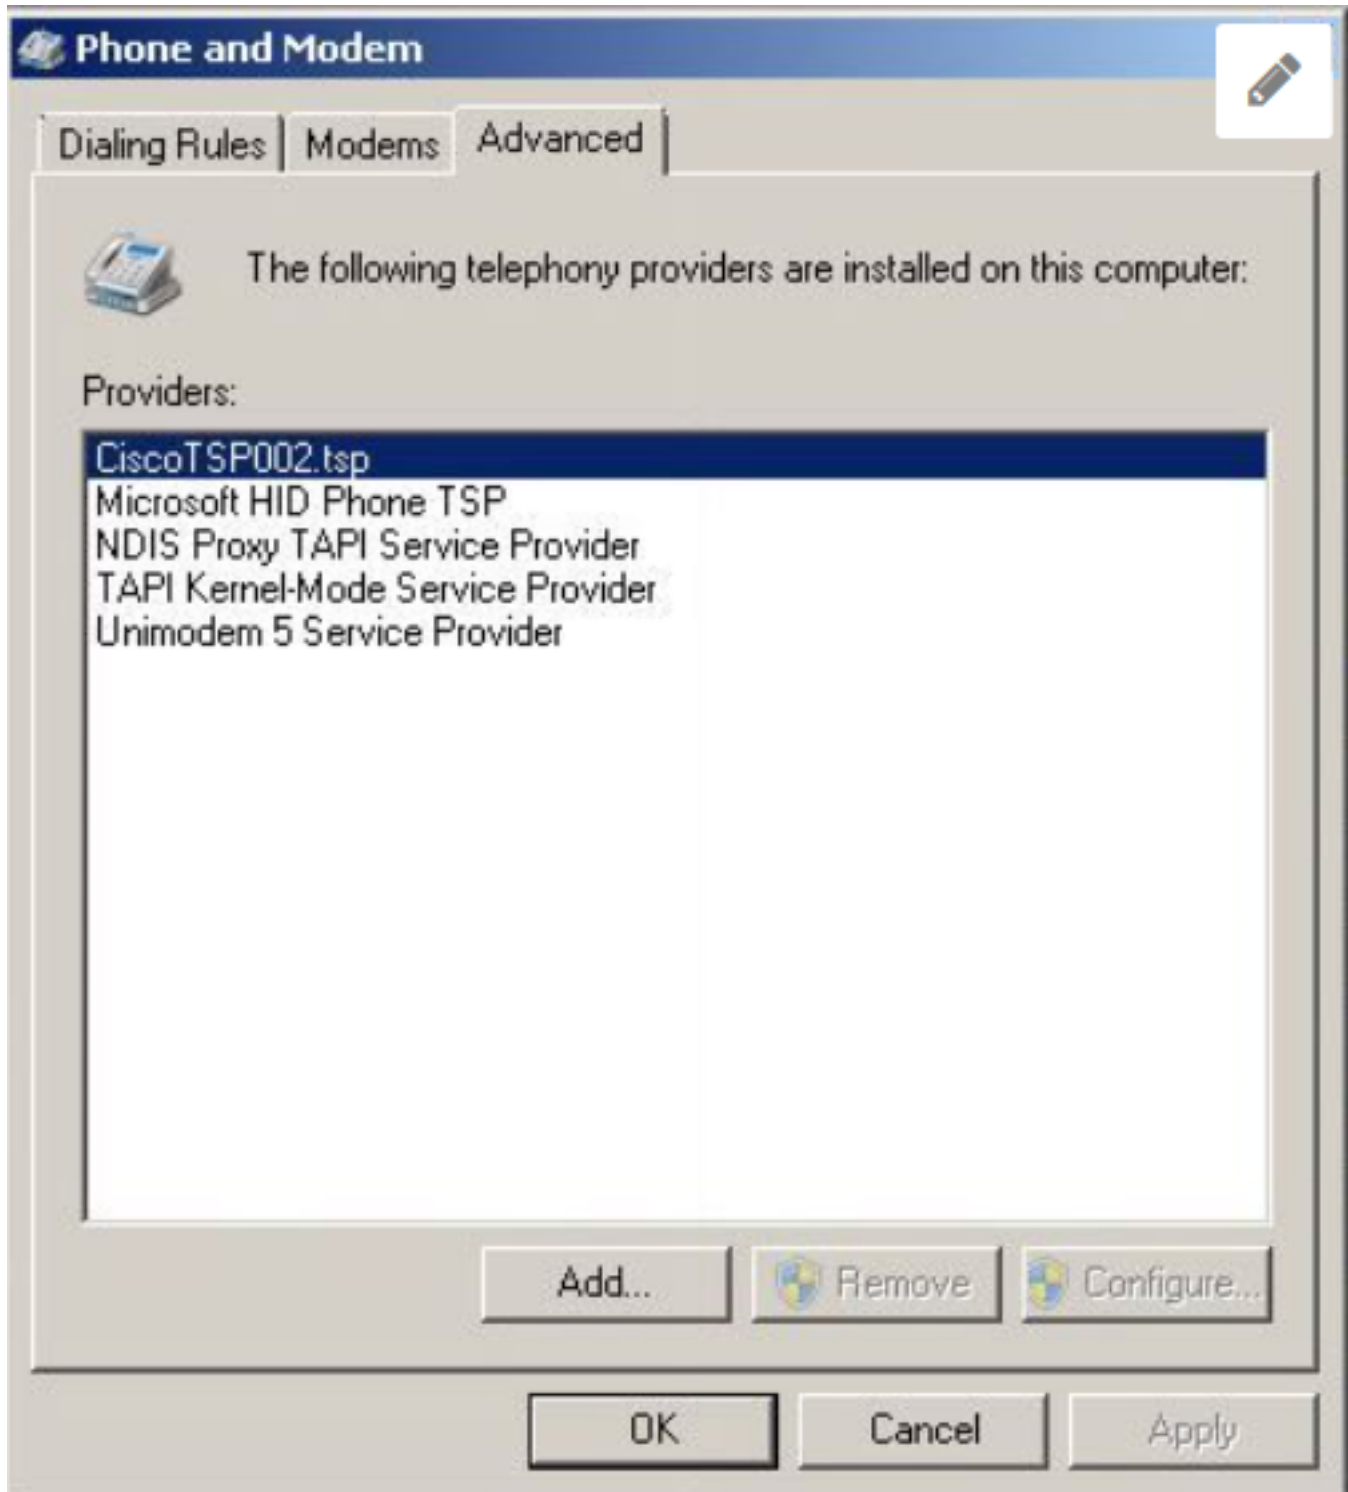 Phone and Modem
Dialing Rules Modems Advanced
The following telephony providers are installed on this computer:
Providers:
CiscoTSP002.tsp
Microsoft HID Phone TSP
NDIS Proxy TAPI Service Provider
TAPI Kernel-Mode Service Provider
Unimodem 5 Service Provider
Add... Remove Configure...
OK Cancel Apply